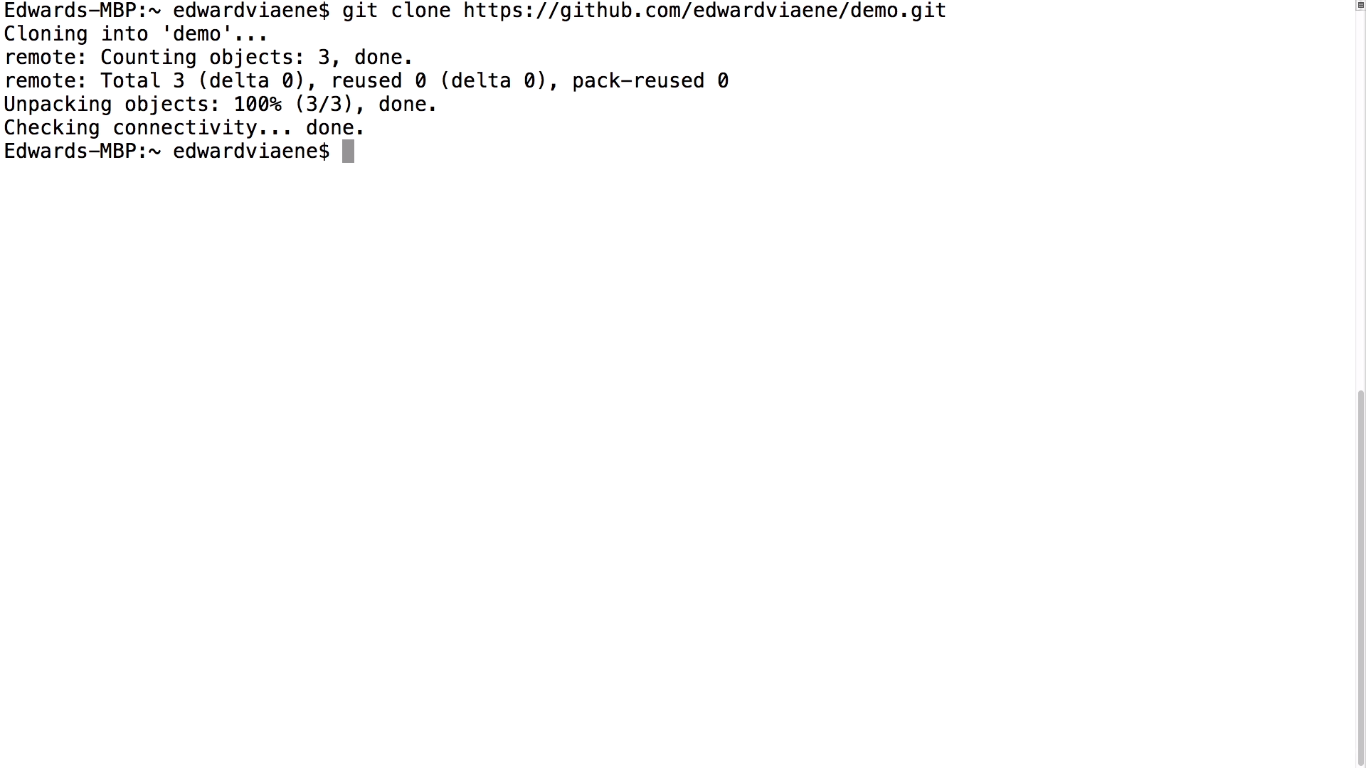 Edwards-MBP:~ edwardviaene$ git clone https://github.com/edwardviaene/demo.git
Cloning into 'demo'...
remote: Counting objects: 3, done.
remote: Total 3 (delta 0), reused 0 (delta 0), pack-reused 0
Unpacking objects: 100% (3/3), done.
Checking connectivity... done.
Edwards-MBP:~ edwardviaene$